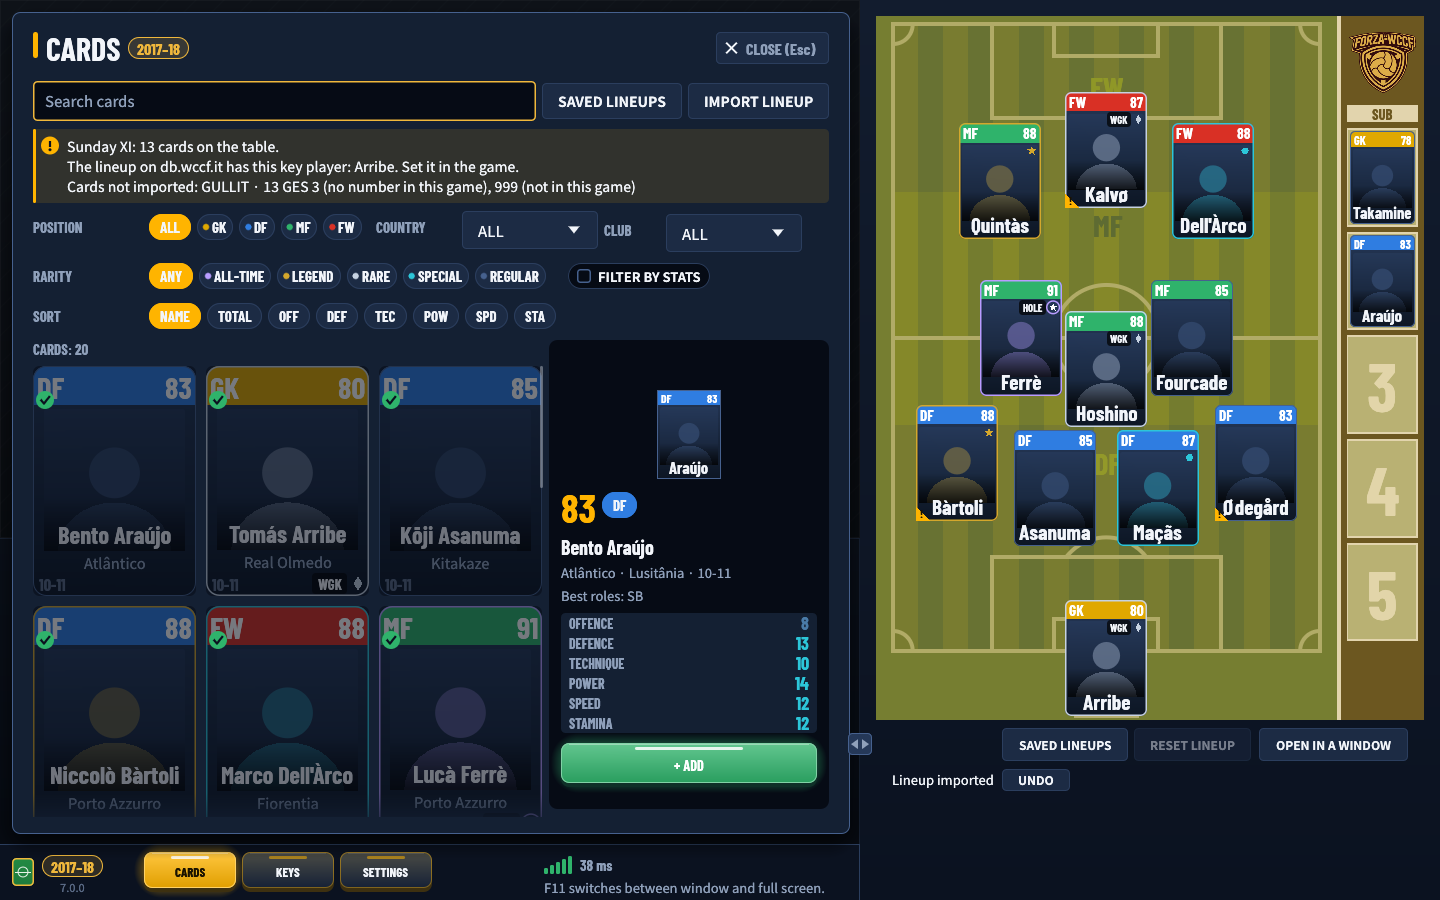 CARDS 2017-18
CLOSE (Esc)
Search cards
SAVED LINEUPS
IMPORT LINEUP
Sunday XI: 13 cards on the table.
The lineup on db.wccf.it has this key player: Arribe. Set it in the game.
Cards not imported: GULLIT · 13 GES 3 (no number in this game), 999 (not in this game)
POSITION ALL GK DF MF FW COUNTRY ALL CLUB ALL
RARITY ANY ALL-TIME LEGEND RARE SPECIAL REGULAR FILTER BY STATS
SORT NAME TOTAL OFF DEF TEC POW SPD STA
CARDS: 20
DF 83
Bento Araújo
Atlântico
10-11
GK 80
Tomás Arribe
Real Olmedo
10-11 WGK
DF 85
Kōji Asanuma
Kitakaze
10-11
DF 88
Niccolò Bàrtoli
Porto Azzurro
FW 88
Marco Dell'Àrco
Fiorentia
MF 91
Lucà Ferrè
Porto Azzurro
DF 83
Araújo
83 DF
Bento Araújo
Atlântico · Lusitânia · 10-11
Best roles: SB
OFFENCE 8
DEFENCE 13
TECHNIQUE 10
POWER 14
SPEED 12
STAMINA 12
+ ADD
2017-18
7.0.0
CARDS
KEYS
SETTINGS
38 ms
F11 switches between window and full screen.
FW
FW 87
WGK
Kalvø
MF 88
Quintàs
FW 88
Dell'Àrco
MF
MF 91
HOLE
Ferrè
MF 88
WGK
Hoshino
MF 85
Fourcade
DF 88
Bàrtoli
DF 85
Asanuma
DF
DF 87
Maçãs
DF 83
Ødegård
GK 80
WGK
Arribe
FORZA-WCCF
SUB
GK 78
Takamine
DF 83
Araújo
3
4
5
SAVED LINEUPS
RESET LINEUP
OPEN IN A WINDOW
Lineup imported
UNDO